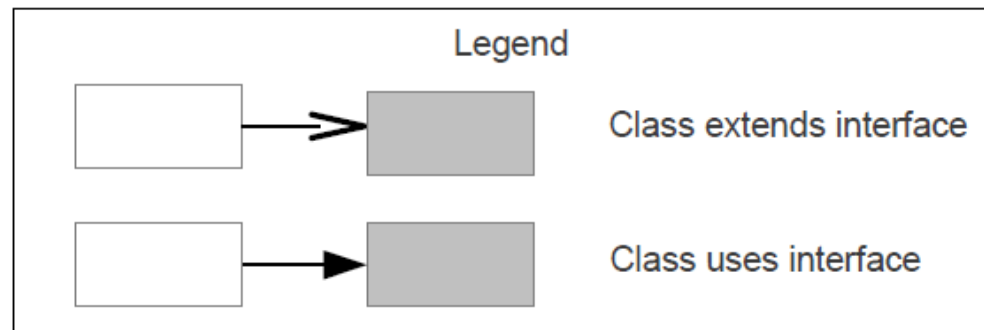 Legend
Class extends interface
Class uses interface